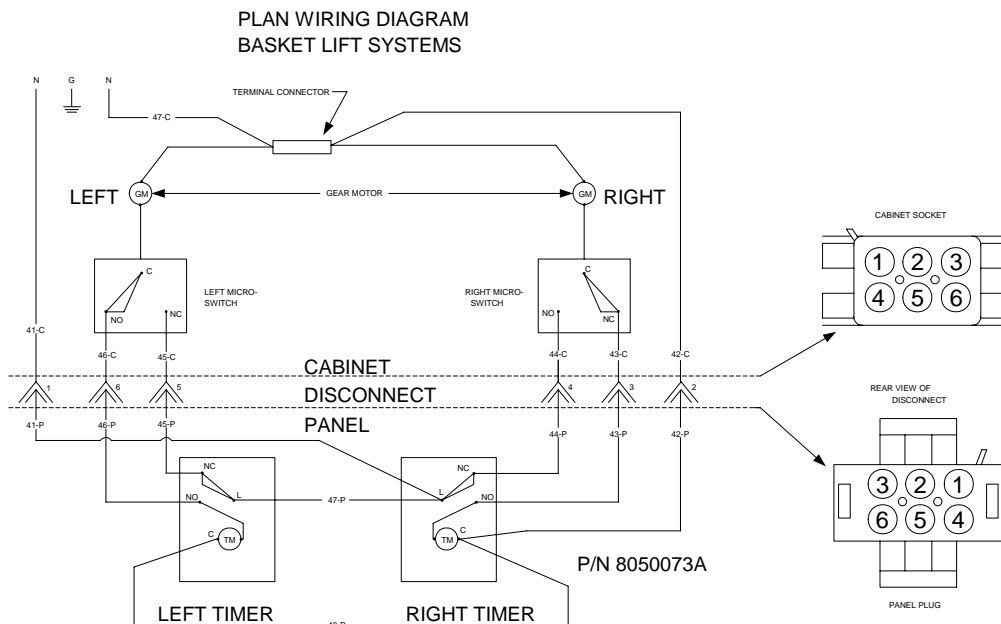 PLAN WIRING DIAGRAM
BASKET LIFT SYSTEMS
N
G
N
TERMINAL CONNECTOR
47-C
LEFT
GM
GEAR MOTOR
GM
RIGHT
CABINET SOCKET
1
2
3
4
5
6
C
NO
NC
LEFT MICRO-
SWITCH
RIGHT MICRO-
SWITCH
C
NO
NC
41-C
46-C
45-C
44-C
43-C
42-C
CABINET
1
6
5
DISCONNECT
4
3
2
REAR VIEW OF
DISCONNECT
41-P
46-P
45-P
PANEL
44-P
43-P
42-P
NC
L
NO
C
TM
47-P
NC
L
NO
C
TM
3
2
1
6
5
4
P/N 8050073A
PANEL PLUG
LEFT TIMER
RIGHT TIMER